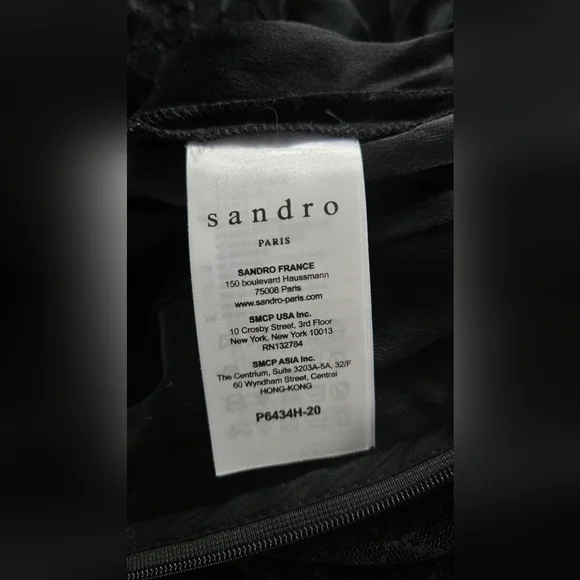 sandro
PARIS
SANDRO FRANCE
150 boulevard Haussmann
75008 Paris
www.sandro-paris.com
SMCP USA Inc.
10 Crosby Street, 3rd Floor
New York, New York 10013
RN132784
SMCP ASIA Inc.
The Centrium, Suite 3203A-5A, 32/F
60 Wyndham Street, Central
HONG-KONG
P6434H-20